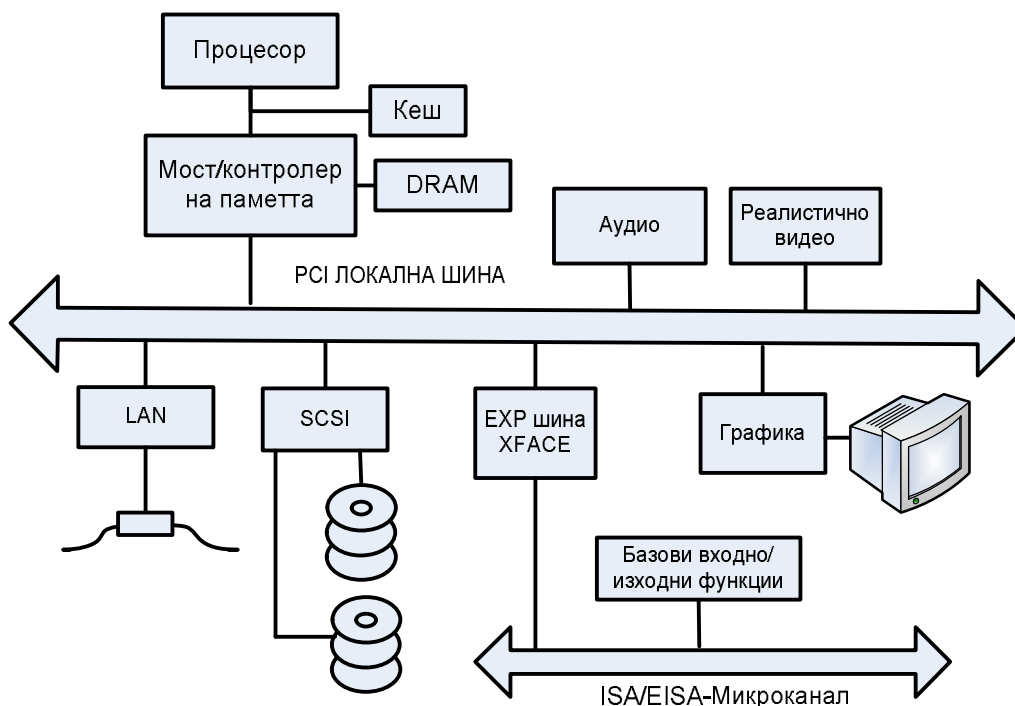 Процесор
Кеш
Мост/контролер
на паметта
DRAM
Аудио
Реалистично
видео
PCI ЛОКАЛНА ШИНА
LAN
SCSI
EXP шина
XFACE
Графика
Базови входно/
изходни функции
ISA/EISA-Микроканал